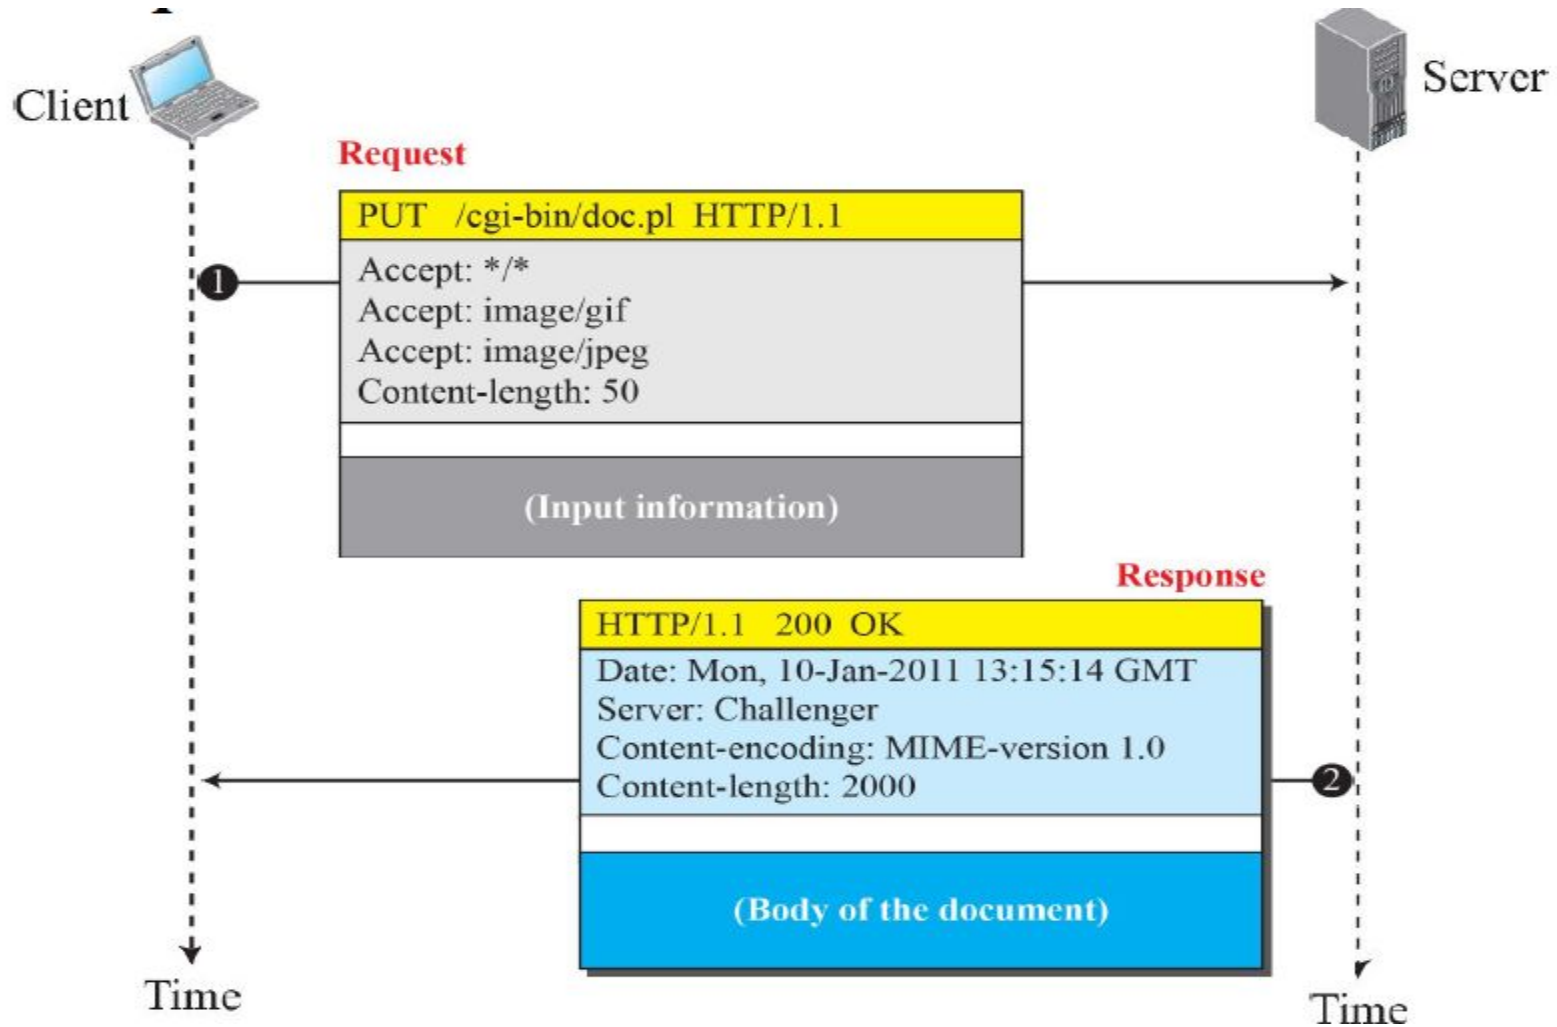 Client
Server
Request
PUT /cgi-bin/doc.pl HTTP/1.1
Accept: */*
Accept: image/gif
Accept: image/jpeg
Content-length: 50
1
(Input information)
Response
HTTP/1.1 200 OK
Date: Mon, 10-Jan-2011 13:15:14 GMT
Server: Challenger
Content-encoding: MIME-version 1.0
Content-length: 2000
2
(Body of the document)
Time
Time